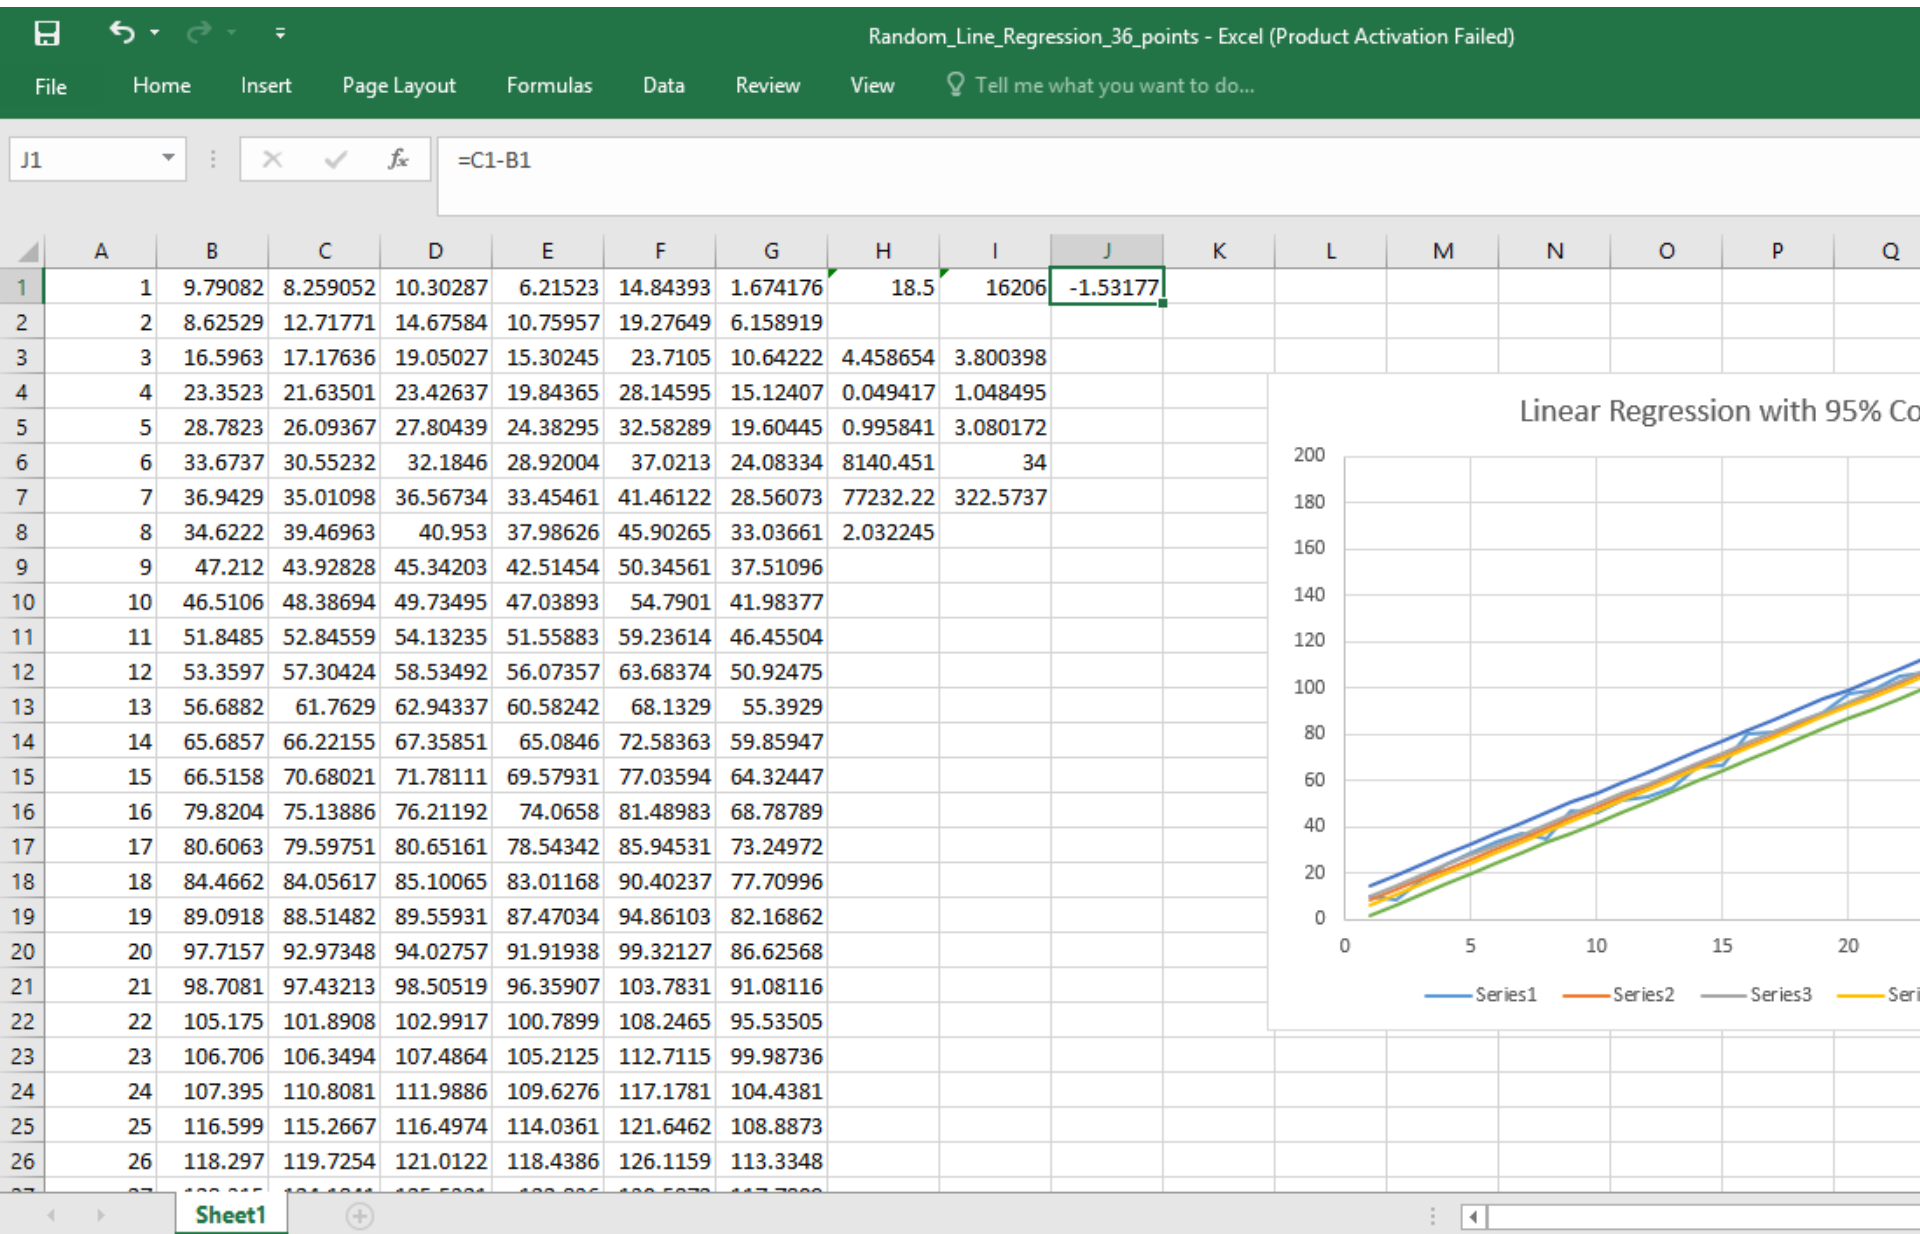 Random_Line_Regression_36_points - Excel (Product Activation Failed)
File Home Insert Page Layout Formulas Data Review View Tell me what you want to do...
J1 fx =C1-B1
A B C D E F G H I J K L M N O P Q
1 1 9.79082 8.259052 10.30287 6.21523 14.84393 1.674176 18.5 16206 -1.53177
2 2 8.62529 12.71771 14.67584 10.75957 19.27649 6.158919
3 3 16.5963 17.17636 19.05027 15.30245 23.7105 10.64222 4.458654 3.800398
4 4 23.3523 21.63501 23.42637 19.84365 28.14595 15.12407 0.049417 1.048495
5 5 28.7823 26.09367 27.80439 24.38295 32.58289 19.60445 0.995841 3.080172
6 6 33.6737 30.55232 32.1846 28.92004 37.0213 24.08334 8140.451 34
7 7 36.9429 35.01098 36.56734 33.45461 41.46122 28.56073 77232.22 322.5737
8 8 34.6222 39.46963 40.953 37.98626 45.90265 33.03661 2.032245
9 9 47.212 43.92828 45.34203 42.51454 50.34561 37.51096
10 10 46.5106 48.38694 49.73495 47.03893 54.7901 41.98377
11 11 51.8485 52.84559 54.13235 51.55883 59.23614 46.45504
12 12 53.3597 57.30424 58.53492 56.07357 63.68374 50.92475
13 13 56.6882 61.7629 62.94337 60.58242 68.1329 55.3929
14 14 65.6857 66.22155 67.35851 65.0846 72.58363 59.85947
15 15 66.5158 70.68021 71.78111 69.57931 77.03594 64.32447
16 16 79.8204 75.13886 76.21192 74.0658 81.48983 68.78789
17 17 80.6063 79.59751 80.65161 78.54342 85.94531 73.24972
18 18 84.4662 84.05617 85.10065 83.01168 90.40237 77.70996
19 19 89.0918 88.51482 89.55931 87.47034 94.86103 82.16862
20 20 97.7157 92.97348 94.02757 91.91938 99.32127 86.62568
21 21 98.7081 97.43213 98.50519 96.35907 103.7831 91.08116
22 22 105.175 101.8908 102.9917 100.7899 108.2465 95.53505
23 23 106.706 106.3494 107.4864 105.2125 112.7115 99.98736
24 24 107.395 110.8081 111.9886 109.6276 117.1781 104.4381
25 25 116.599 115.2667 116.4974 114.0361 121.6462 108.8873
26 26 118.297 119.7254 121.0122 118.4386 126.1159 113.3348
Linear Regression with 95% Co
200
180
160
140
120
100
80
60
40
20
0
0 5 10 15 20
Series1 Series2 Series3 Seri
Sheet1